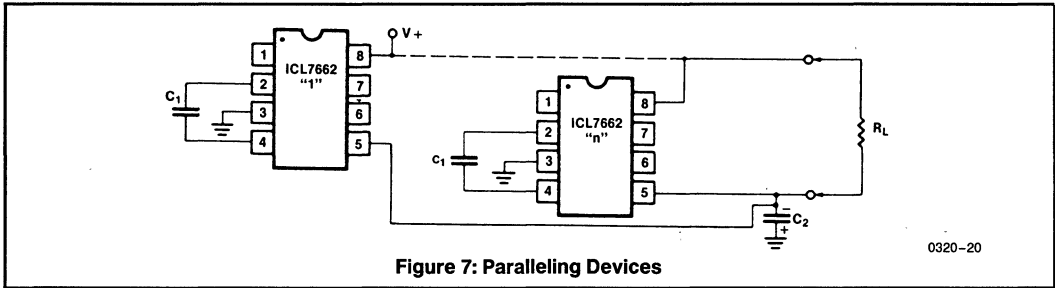 V+
1
2
3
4
ICL7662
"1"
8
7
6
5
C1
1
2
3
4
ICL7662
"n"
8
7
6
5
C1
RL
−
C2
+
0320-20
Figure 7: Paralleling Devices